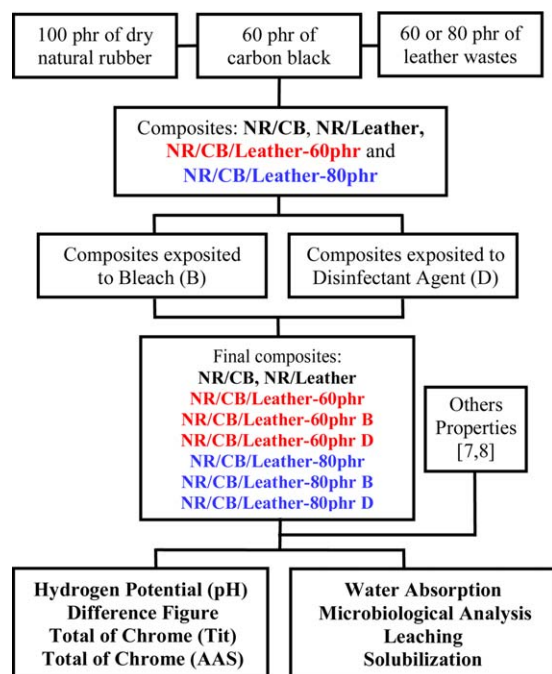 100 phr of dry
natural rubber
60 phr of
carbon black
60 or 80 phr of
leather wastes
Composites: NR/CB, NR/Leather,
NR/CB/Leather-60phr and
NR/CB/Leather-80phr
Composites exposited
to Bleach (B)
Composites exposited to
Disinfectant Agent (D)
Final composites:
NR/CB, NR/Leather
NR/CB/Leather-60phr
NR/CB/Leather-60phr B
NR/CB/Leather-60phr D
NR/CB/Leather-80phr
NR/CB/Leather-80phr B
NR/CB/Leather-80phr D
Others
Properties
[7,8]
Hydrogen Potential (pH)
Difference Figure
Total of Chrome (Tit)
Total of Chrome (AAS)
Water Absorption
Microbiological Analysis
Leaching
Solubilization